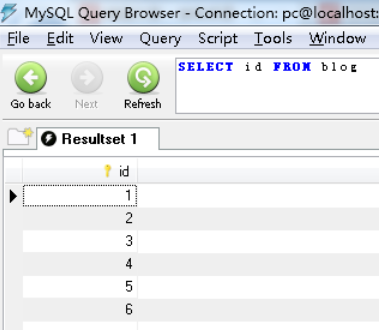 MySQL Query Browser - Connection: pc@localhost:
File Edit View Query Script Tools Window
SELECT id FROM blog
Go back Next Refresh
Resultset 1
id
1
2
3
4
5
6